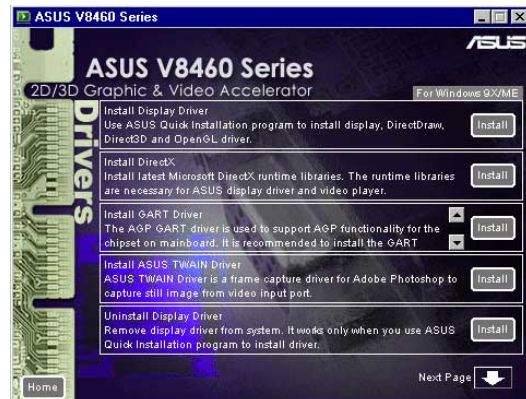 ASUS V8460 Series
ASUS
ASUS V8460 Series
2D/3D Graphic & Video Accelerator
For Windows 9X/ME
Drivers
Install Display Driver
Use ASUS Quick Installation program to install display, DirectDraw,
Direct3D and OpenGL driver.
Install
Install DirectX
Install latest Microsoft DirectX runtime libraries. The runtime libraries
are necessary for ASUS display driver and video player.
Install
Install GART Driver
The AGP GART driver is used to support AGP functionality for the
chipset on mainboard. It is recommended to install the GART
Install
Install ASUS TWAIN Driver
ASUS TWAIN Driver is a frame capture driver for Adobe Photoshop to
capture still image from video input port.
Install
Uninstall Display Driver
Remove display driver from system. It works only when you use ASUS
Quick Installation program to install driver.
Install
Next Page
Home